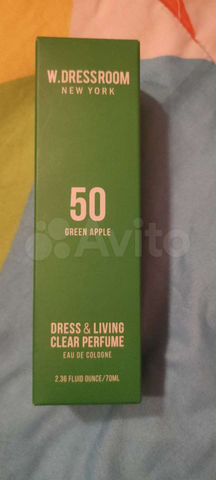 W.DRESSROOM
NEW YORK
50
GREEN APPLE
Avito
DRESS & LIVING
CLEAR PERFUME
EAU DE COLOGNE
2.36 FLUID OUNCE/70ML